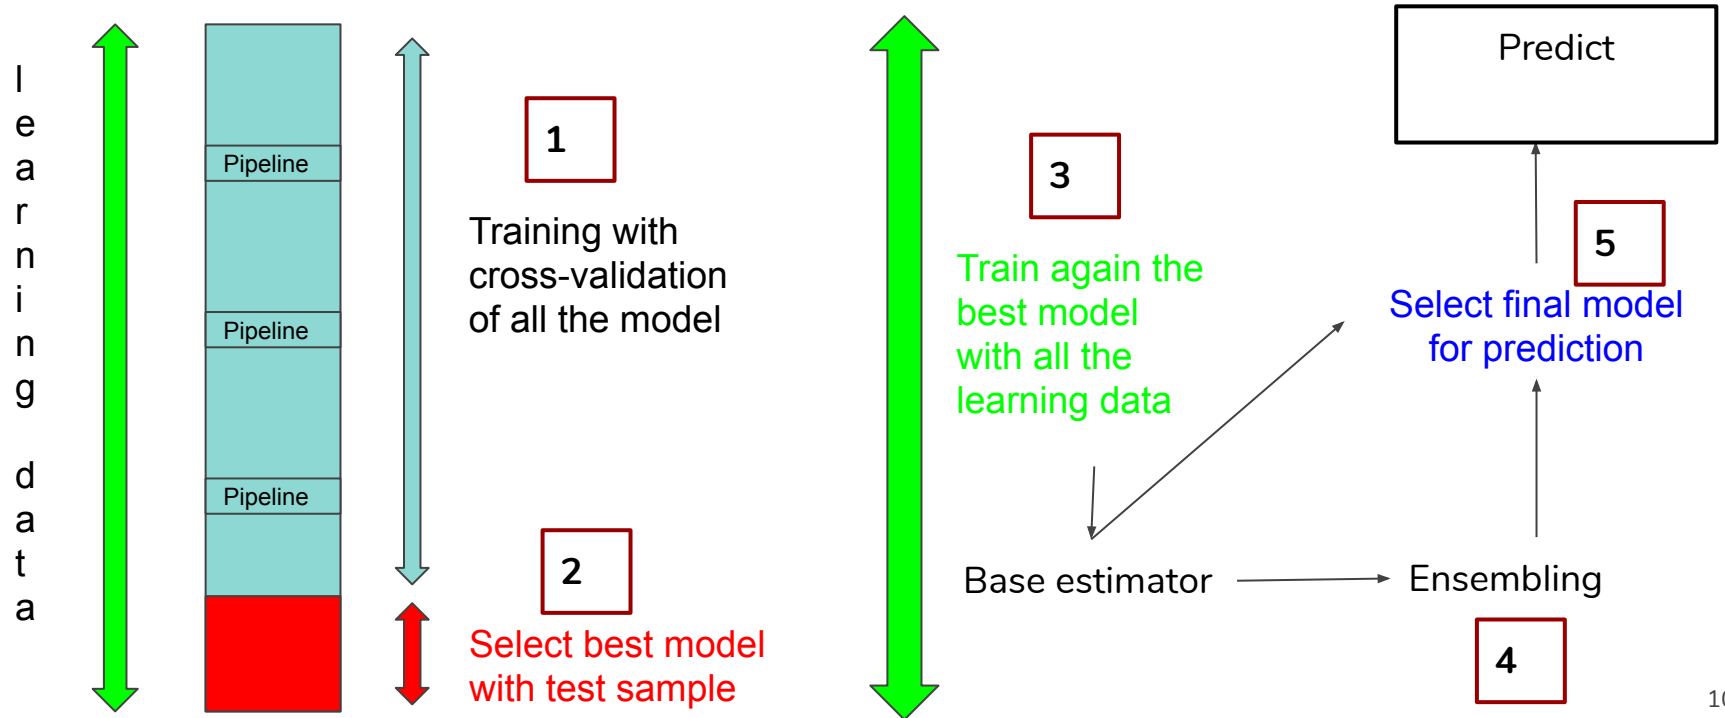 learning data
Pipeline
Pipeline
Pipeline
1
Training with
cross-validation
of all the model
2
Select best model
with test sample
3
Train again the
best model
with all the
learning data
Base estimator
Ensembling
4
5
Select final model
for prediction
Predict